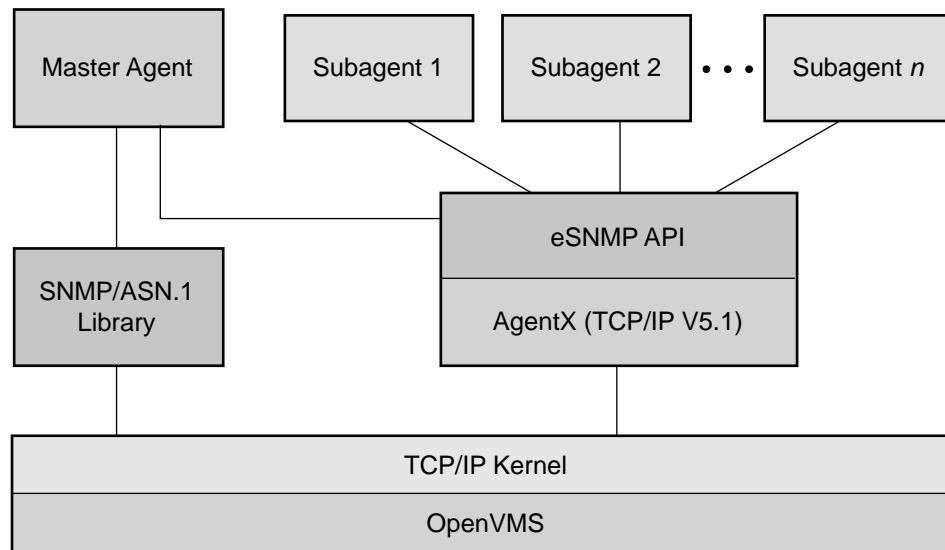 Master Agent
Subagent 1
Subagent 2
Subagent n
eSNMP API
SNMP/ASN.1
Library
AgentX (TCP/IP V5.1)
TCP/IP Kernel
OpenVMS